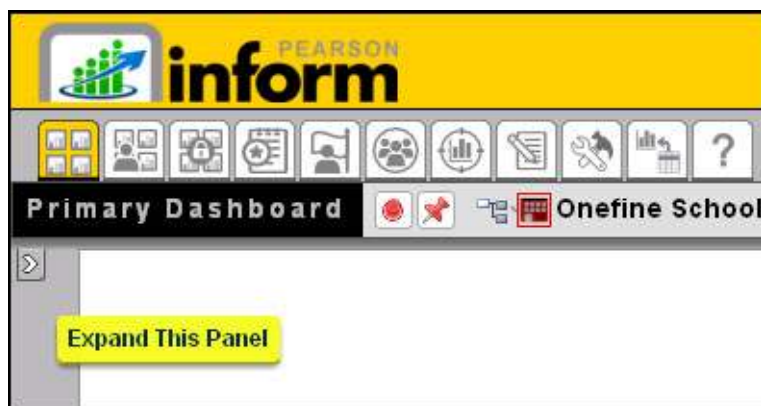 PEARSON
inform
?
Primary Dashboard
Onefine School
Expand This Panel